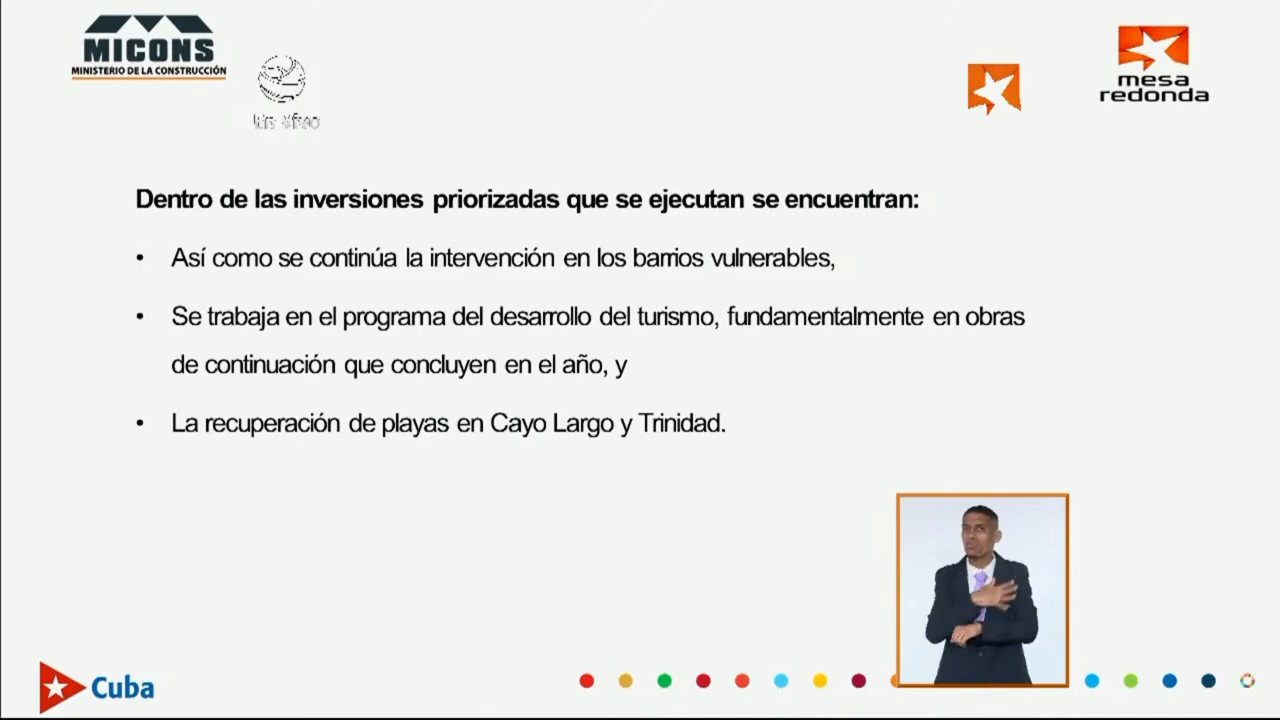 MICONS
MINISTERIO DE LA CONSTRUCCIÓN
mesa
redonda
Dentro de las inversiones priorizadas que se ejecutan se encuentran:
• Así como se continúa la intervención en los barrios vulnerables,
• Se trabaja en el programa del desarrollo del turismo, fundamentalmente en obras
de continuación que concluyen en el año, y
• La recuperación de playas en Cayo Largo y Trinidad.
Cuba